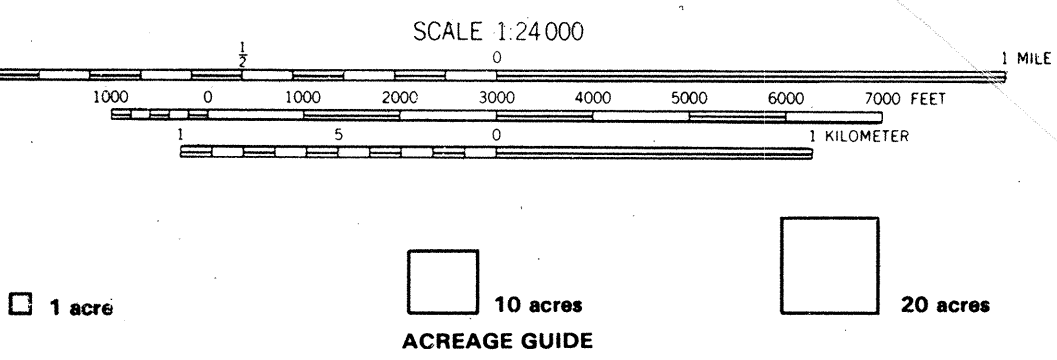 SCALE 1:24 000
1/2 0 1 MILE
1000 0 1000 2000 3000 4000 5000 6000 7000 FEET
1 5 0 1 KILOMETER
1 acre 10 acres 20 acres
ACREAGE GUIDE